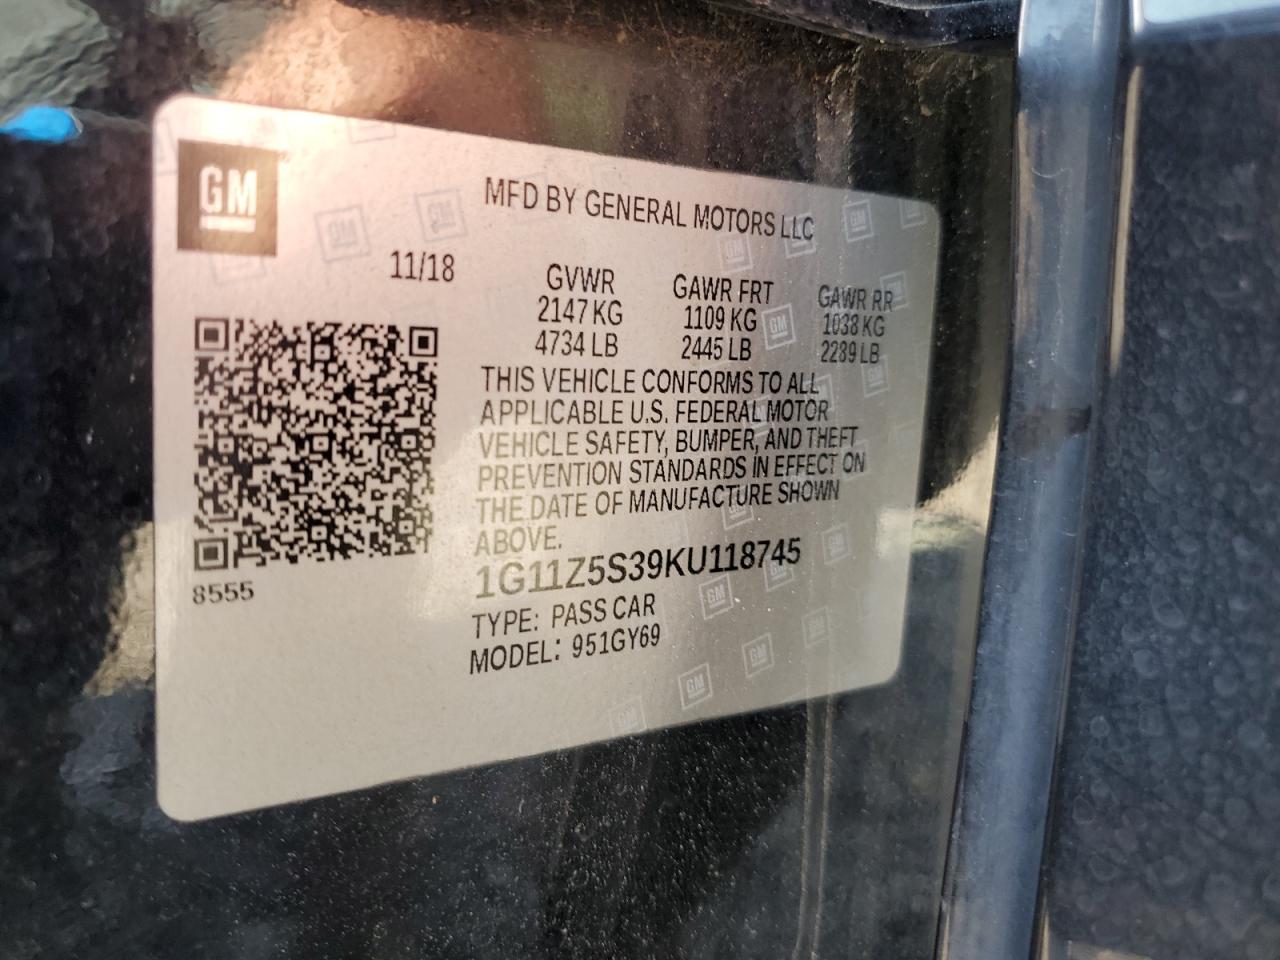 GM
MFD BY GENERAL MOTORS LLC
11/18
GVWR GAWR FRT GAWR RR
2147 KG 1109 KG 1038 KG
4734 LB 2445 LB 2289 LB
THIS VEHICLE CONFORMS TO ALL
APPLICABLE U.S. FEDERAL MOTOR
VEHICLE SAFETY, BUMPER, AND THEFT
PREVENTION STANDARDS IN EFFECT ON
THE DATE OF MANUFACTURE SHOWN
ABOVE.
8555
1G11Z5S39KU118745
TYPE: PASS CAR
MODEL: 951GY69